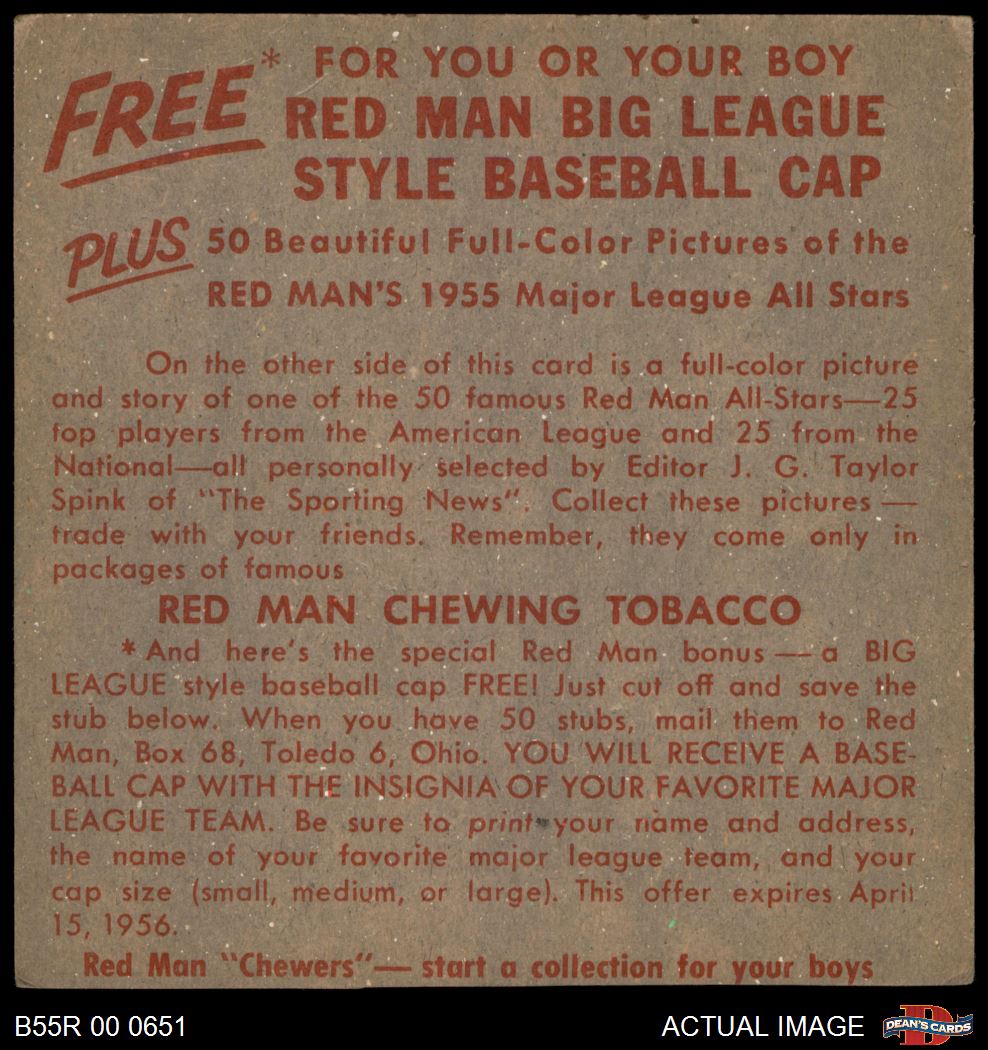 FREE* FOR YOU OR YOUR BOY
RED MAN BIG LEAGUE
STYLE BASEBALL CAP
PLUS 50 Beautiful Full-Color Pictures of the
RED MAN'S 1955 Major League All Stars
On the other side of this card is a full-color picture
and story of one of the 50 famous Red Man All-Stars—25
top players from the American League and 25 from the
National—all personally selected by Editor J. G. Taylor
Spink of "The Sporting News". Collect these pictures —
trade with your friends. Remember, they come only in
packages of famous
RED MAN CHEWING TOBACCO
* And here's the special Red Man bonus — a BIG
LEAGUE style baseball cap FREE! Just cut off and save the
stub below. When you have 50 stubs, mail them to Red
Man, Box 68, Toledo 6, Ohio. YOU WILL RECEIVE A BASE-
BALL CAP WITH THE INSIGNIA OF YOUR FAVORITE MAJOR
LEAGUE TEAM. Be sure to print your name and address,
the name of your favorite major league team, and your
cap size (small, medium, or large). This offer expires April
15, 1956.
Red Man "Chewers"— start a collection for your boys
B55R 00 0651
ACTUAL IMAGE
DEAN'S CARDS